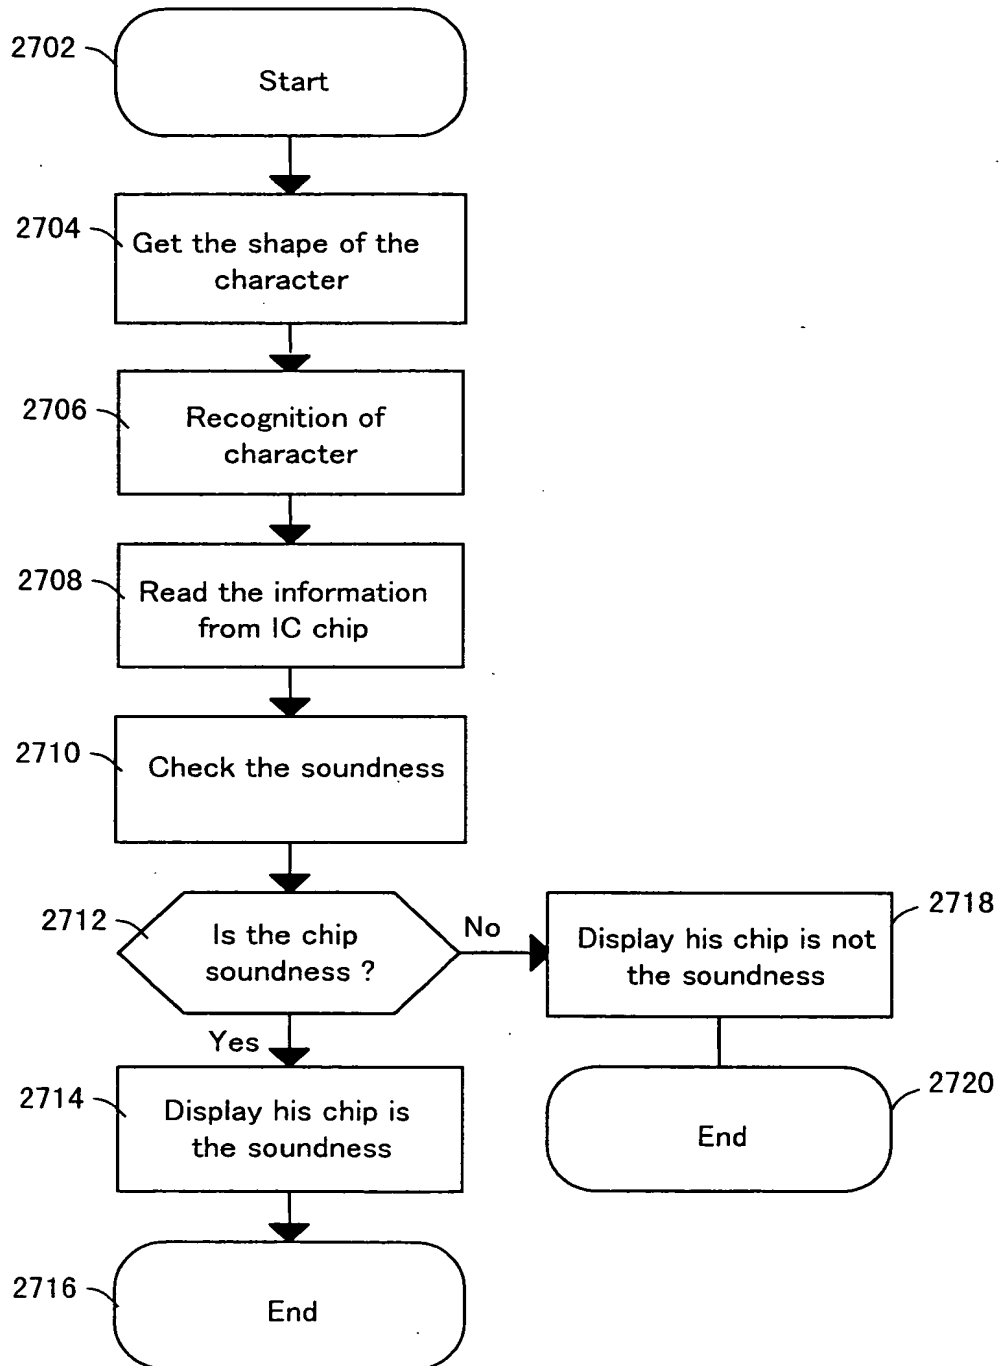 2702
Start
2704
Get the shape of the
character
2706
Recognition of
character
2708
Read the information
from IC chip
2710
Check the soundness
2712
Is the chip
soundness ?
No
2718
Display his chip is not
the soundness
Yes
2714
Display his chip is
the soundness
2720
End
2716
End